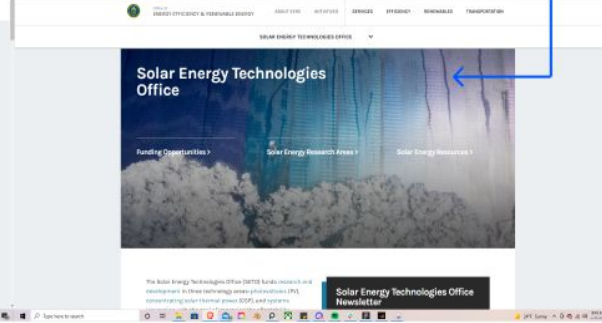 OFFICE OF
ENERGY EFFICIENCY & RENEWABLE ENERGY
ABOUT EERE
INITIATIVES
SERVICES
EFFICIENCY
RENEWABLES
TRANSPORTATION
SOLAR ENERGY TECHNOLOGIES OFFICE
Solar Energy Technologies
Office
Funding Opportunities >
Solar Energy Research Areas >
Solar Energy Resources >
The Solar Energy Technologies Office (SETO) funds research and
development in three technology areas: photovoltaics (PV),
concentrating solar-thermal power (CSP), and systems
Solar Energy Technologies Office
Newsletter
Type here to search